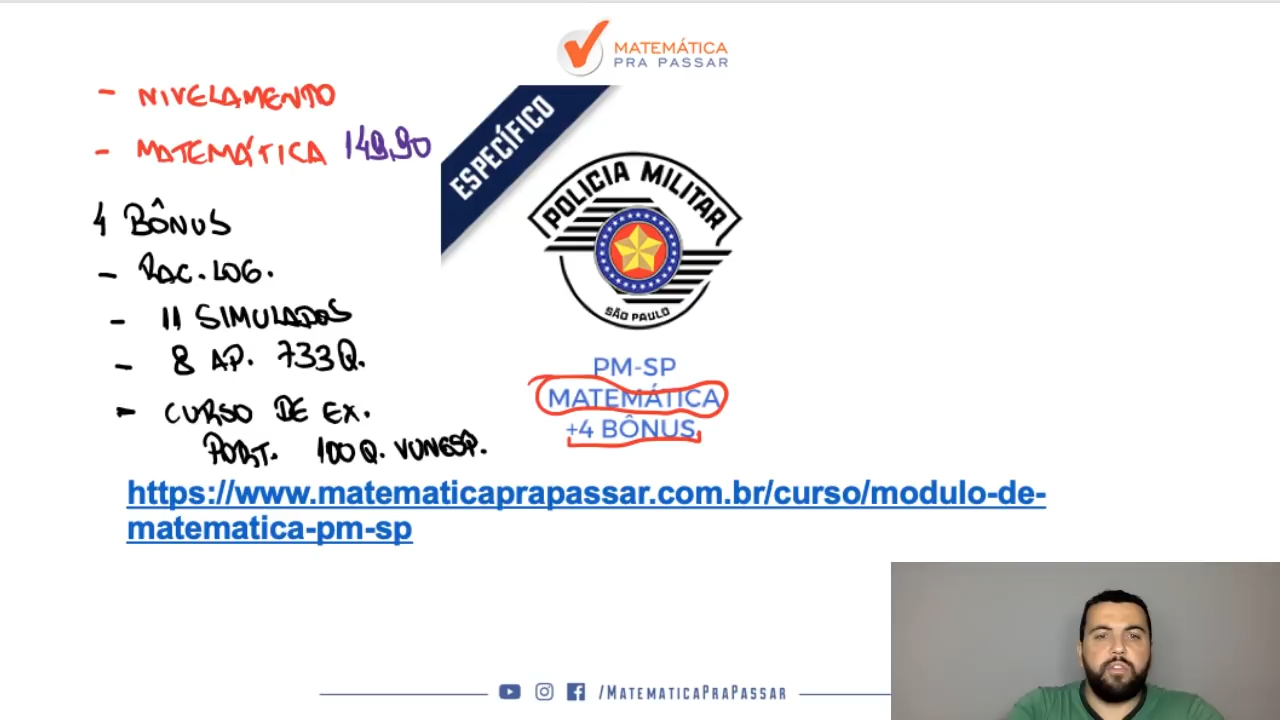 MATEMÁTICA
PRA PASSAR
- NIVELAMENTO
- MATEMÁTICA 149,90
4 BÔNUS
- RAC. LOG.
- 11 SIMULADOS
- 8 AP. 733Q.
- CURSO DE EX.
PORT. 100Q. VUNESP.
ESPECÍFICO
POLICIA MILITAR
SÃO PAULO
PM-SP
MATEMÁTICA
+4 BÔNUS
https://www.matematicaprapassar.com.br/curso/modulo-de-
matematica-pm-sp
/MATEMATICAPRAPASSAR